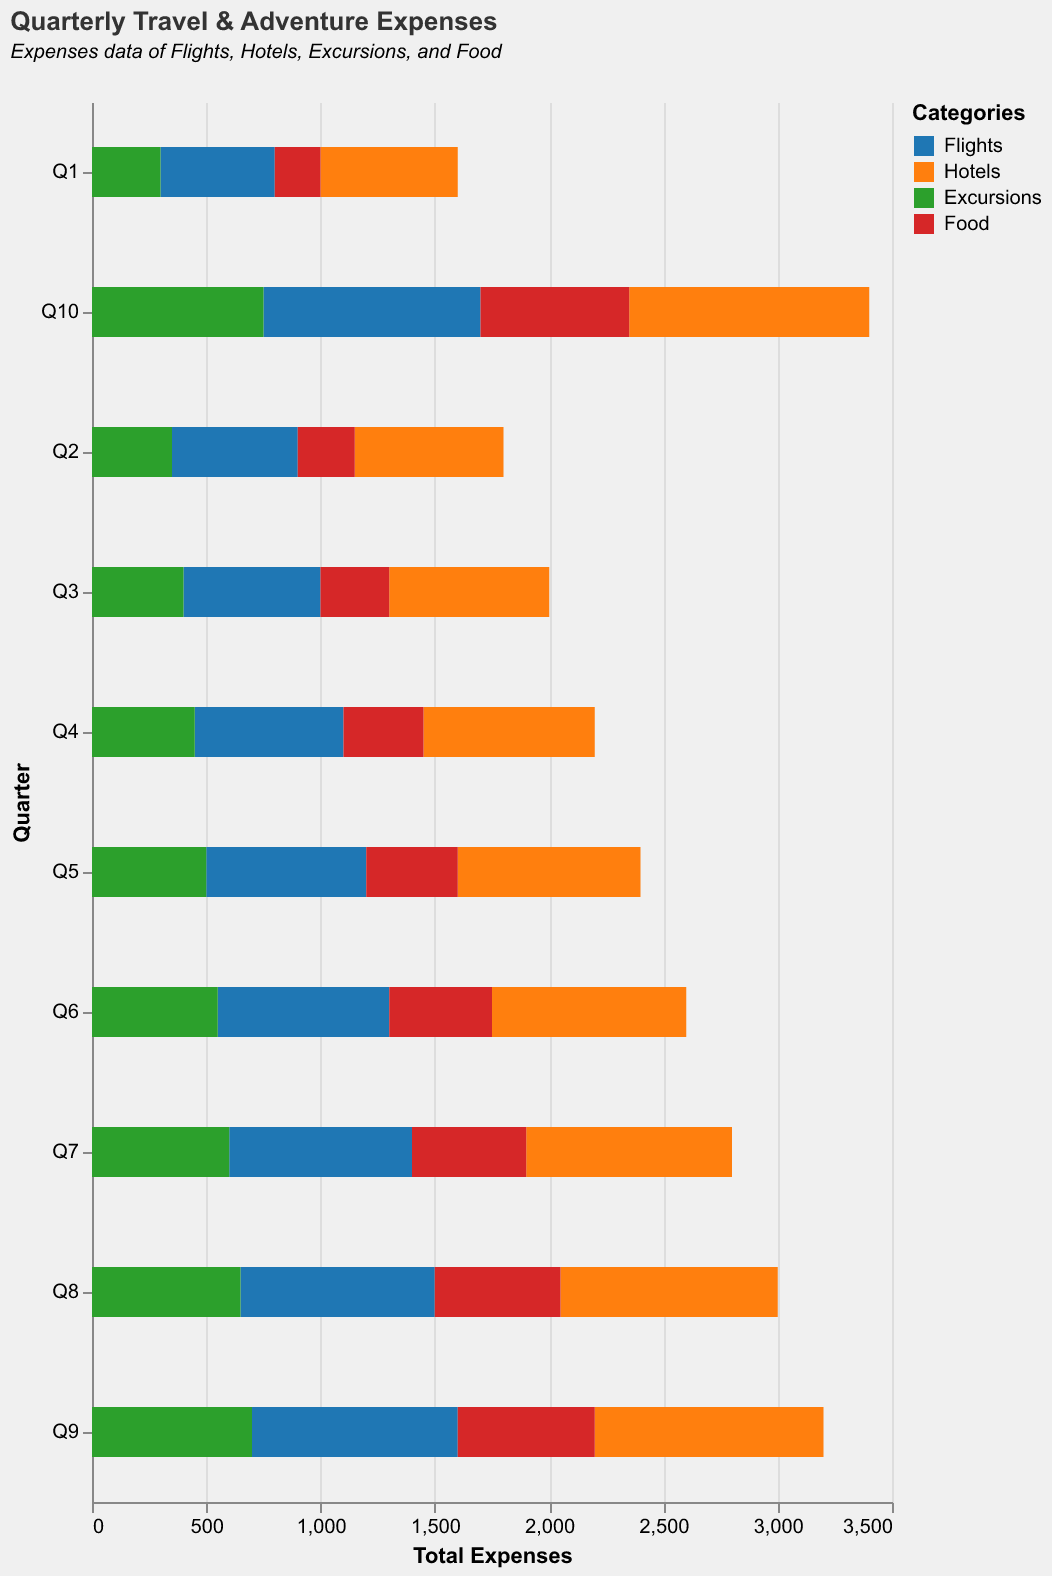 Quarterly Travel & Adventure Expenses
Expenses data of Flights, Hotels, Excursions, and Food
Categories
Flights
Hotels
Excursions
Food
Quarter
Q1
Q10
Q2
Q3
Q4
Q5
Q6
Q7
Q8
Q9
0 500 1,000 1,500 2,000 2,500 3,000 3,500
Total Expenses